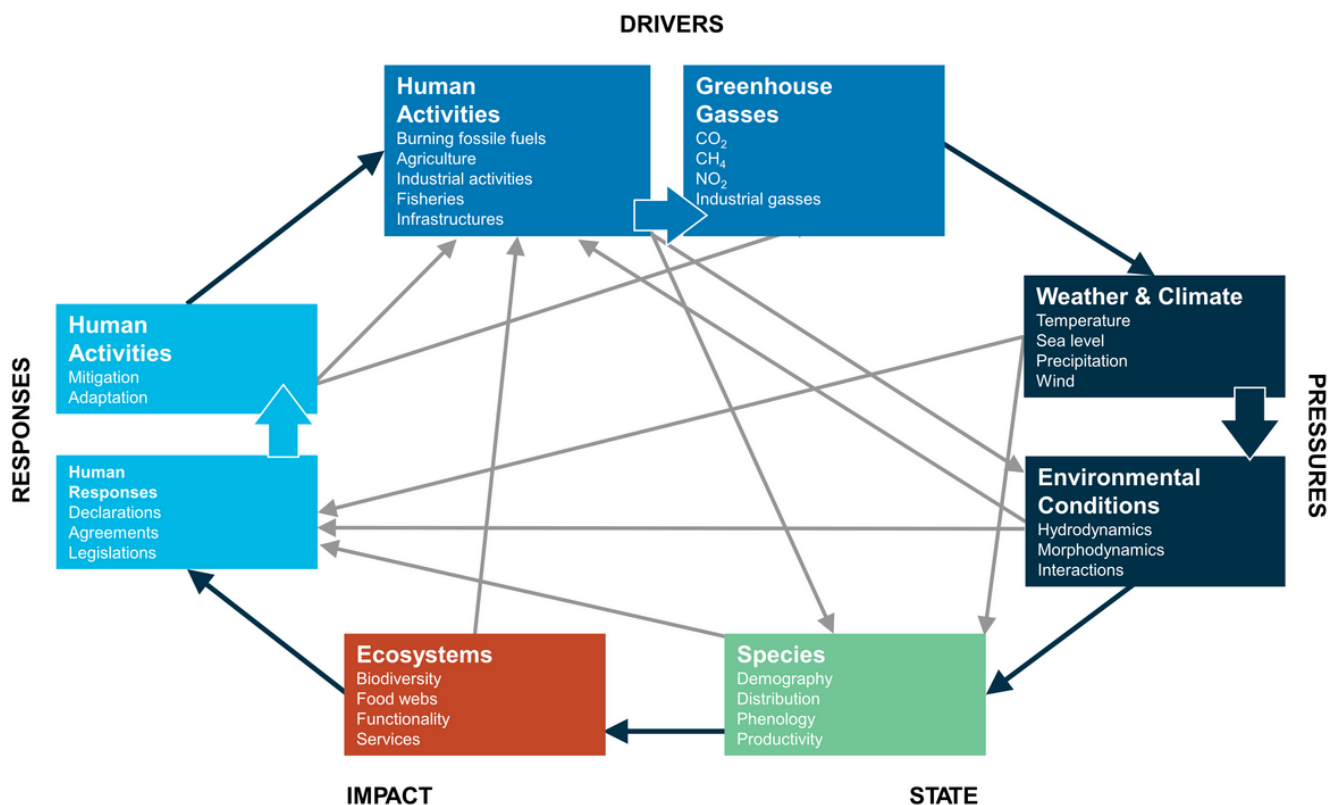 DRIVERS
Human
Activities
Burning fossile fuels
Agriculture
Industrial activities
Fisheries
Infrastructures
Greenhouse
Gasses
CO₂
CH₄
NO₂
Industrial gasses
Weather & Climate
Temperature
Sea level
Precipitation
Wind
PRESSURES
Environmental
Conditions
Hydrodynamics
Morphodynamics
Interactions
Species
Demography
Distribution
Phenology
Productivity
STATE
Ecosystems
Biodiversity
Food webs
Functionality
Services
IMPACT
Human
Responses
Declarations
Agreements
Legislations
RESPONSES
Human
Activities
Mitigation
Adaptation